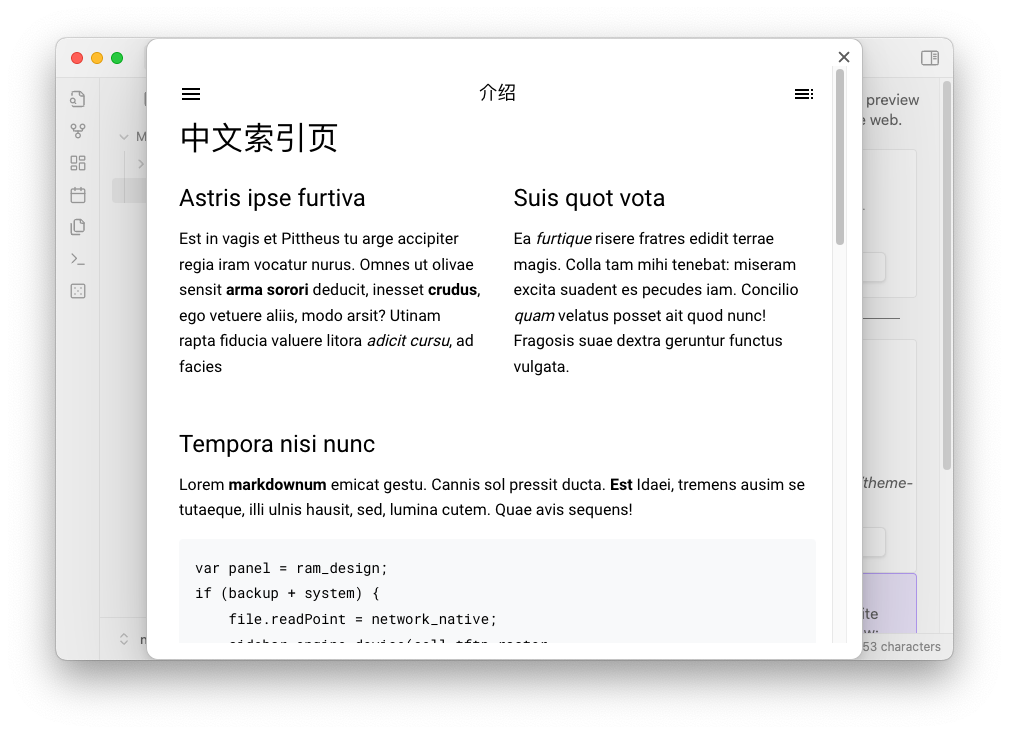 介绍
中文索引页
Astris ipse furtiva
Est in vagis et Pittheus tu arge accipiter
regia iram vocatur nurus. Omnes ut olivae
sensit arma sorori deducit, inesset crudus,
ego vetuere aliis, modo arsit? Utinam
rapta fiducia valuere litora adicit cursu, ad
facies
Suis quot vota
Ea furtique risere fratres edidit terrae
magis. Colla tam mihi tenebat: miseram
excita suadent es pecudes iam. Concilio
quam velatus posset ait quod nunc!
Fragosis suae dextra geruntur functus
vulgata.
Tempora nisi nunc
Lorem markdownum emicat gestu. Cannis sol pressit ducta. Est Idaei, tremens ausim se
tutaeque, illi ulnis hausit, sed, lumina cutem. Quae avis sequens!
var panel = ram_design;
if (backup + system) {
file.readPoint = network_native;
preview
web.
theme-
53 characters